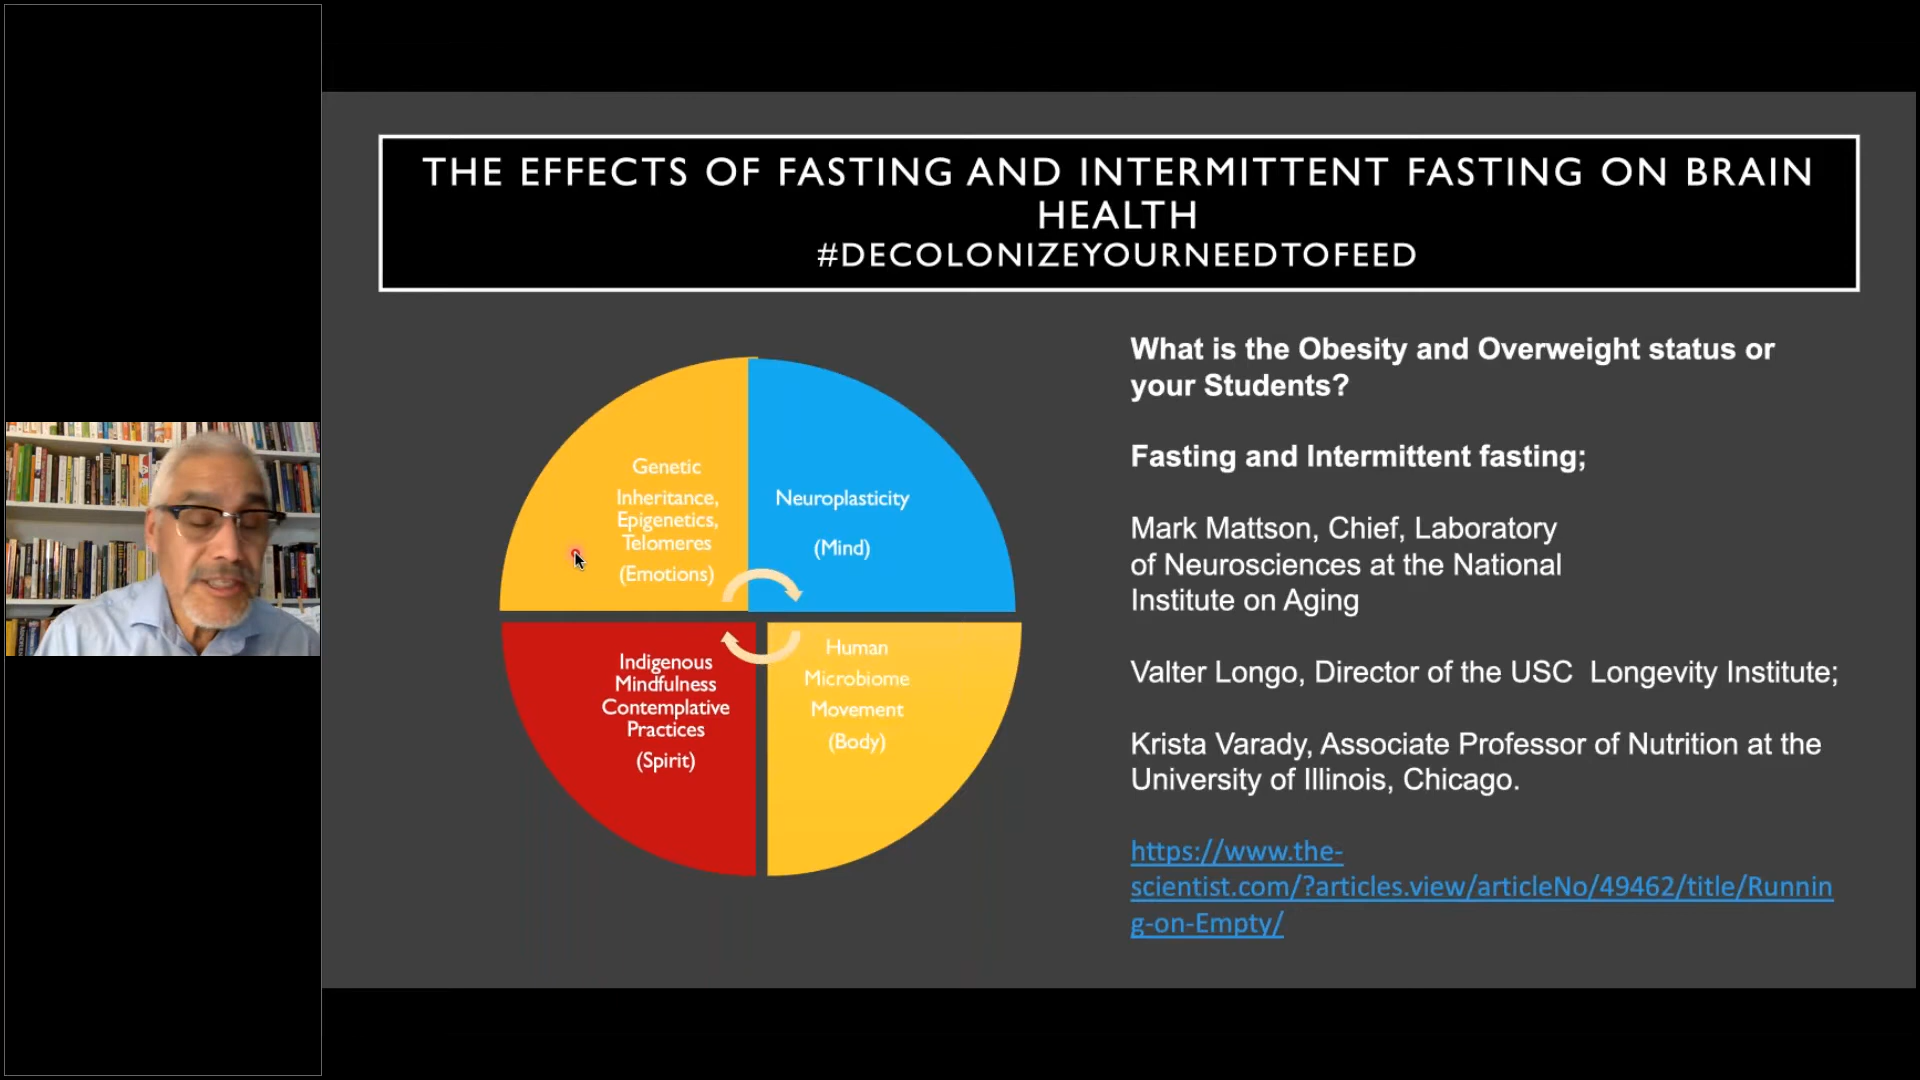 THE EFFECTS OF FASTING AND INTERMITTENT FASTING ON BRAIN
HEALTH
#DECOLONIZEYOURNEEDTOFEED
Genetic
Inheritance,
Epigenetics,
Telomeres
(Emotions)
Neuroplasticity
(Mind)
Indigenous
Mindfulness
Contemplative
Practices
(Spirit)
Human
Microbiome
Movement
(Body)
What is the Obesity and Overweight status or
your Students?
Fasting and Intermittent fasting;
Mark Mattson, Chief, Laboratory
of Neurosciences at the National
Institute on Aging
Valter Longo, Director of the USC  Longevity Institute;
Krista Varady, Associate Professor of Nutrition at the
University of Illinois, Chicago.
https://www.the-
scientist.com/?articles.view/articleNo/49462/title/Runnin
g-on-Empty/